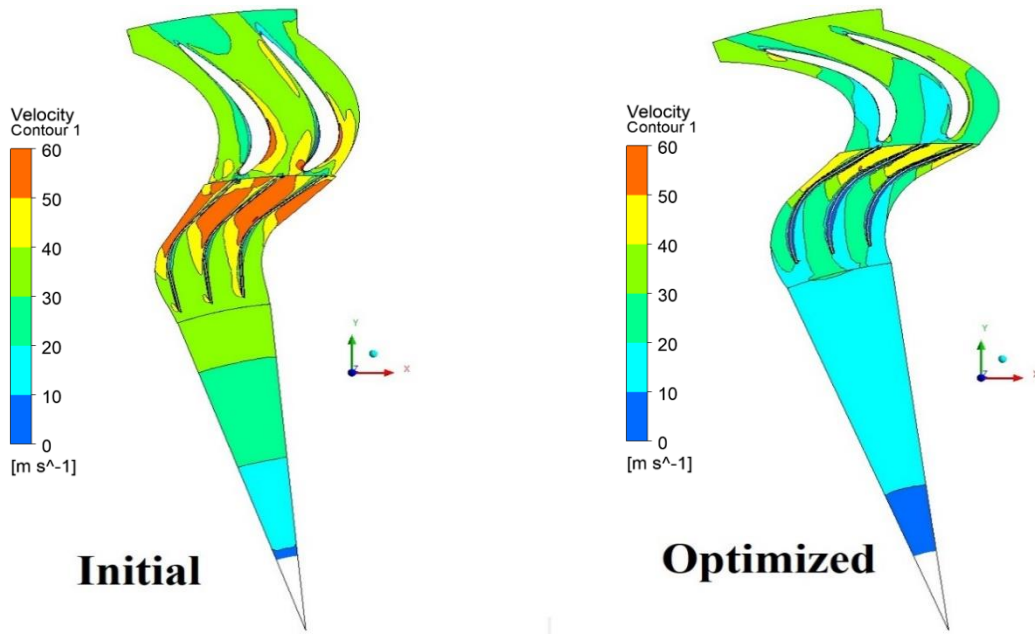 Velocity
Contour 1
60
50
40
30
20
10
0
[m s^-1]
Y
Z
X
Initial
Velocity
Contour 1
60
50
40
30
20
10
0
[m s^-1]
Y
Z
X
Optimized